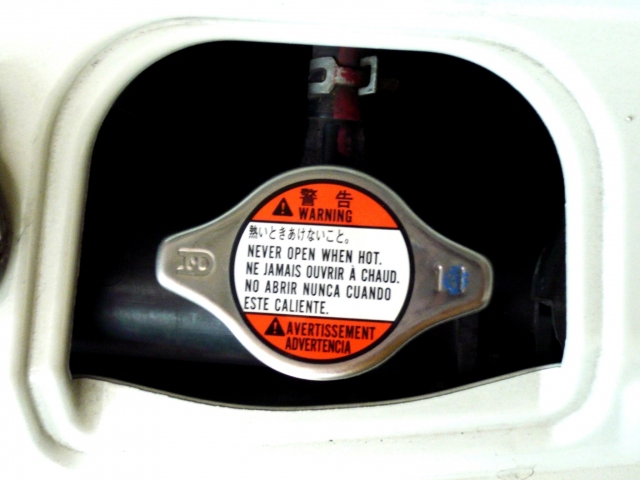 警告
WARNING
熱いときあけないこと。
NEVER OPEN WHEN HOT.
NE JAMAIS OUVRIR À CHAUD.
NO ABRIR NUNCA CUANDO
ESTE CALIENTE.
AVERTISSEMENT
ADVERTENCIA